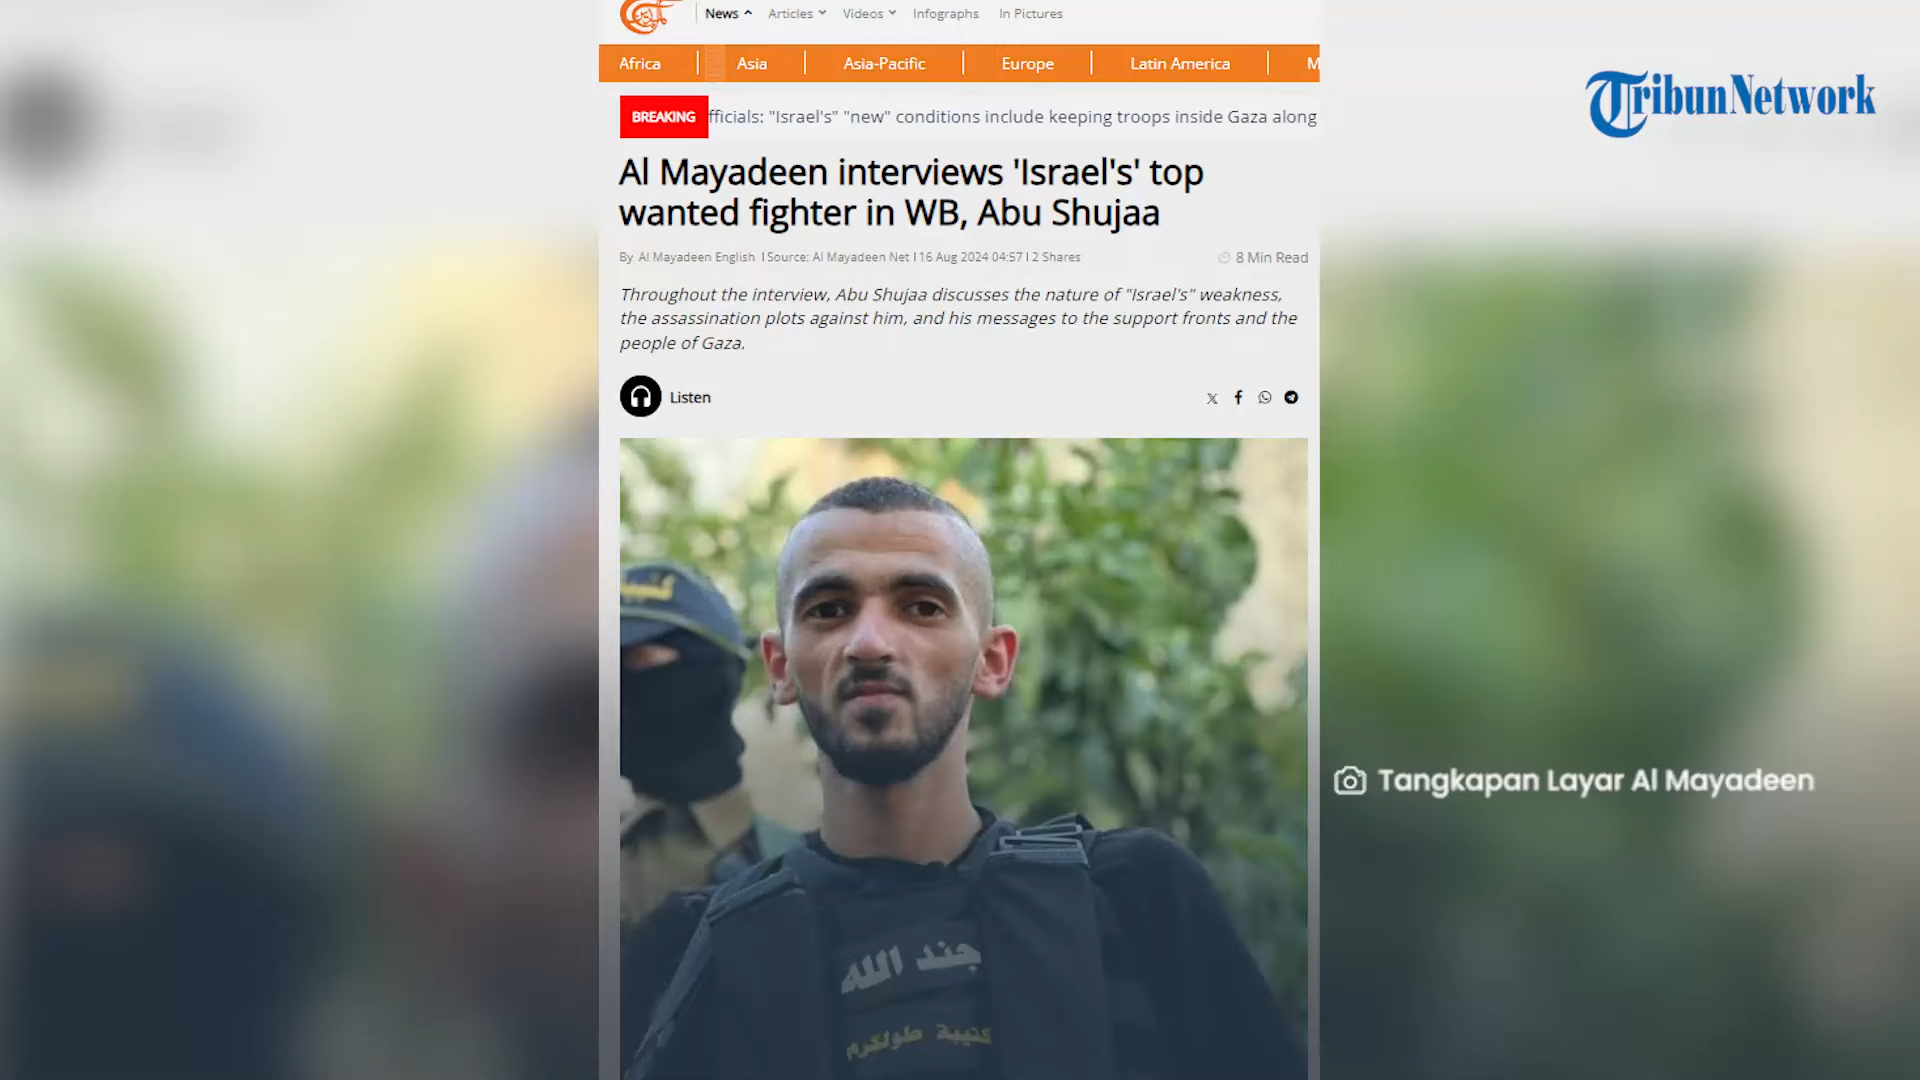 News Articles Videos Infographs In Pictures
Africa Asia Asia-Pacific Europe Latin America M
TribunNetwork
BREAKING fficials: "Israel's" "new" conditions include keeping troops inside Gaza along
Al Mayadeen interviews 'Israel's' top
wanted fighter in WB, Abu Shujaa
By Al Mayadeen English | Source: Al Mayadeen Net | 16 Aug 2024 04:57 | 2 Shares
8 Min Read
Throughout the interview, Abu Shujaa discusses the nature of "Israel's" weakness,
the assassination plots against him, and his messages to the support fronts and the
people of Gaza.
Listen
Tangkapan Layar Al Mayadeen
جند الله
كتيبة طولكرم